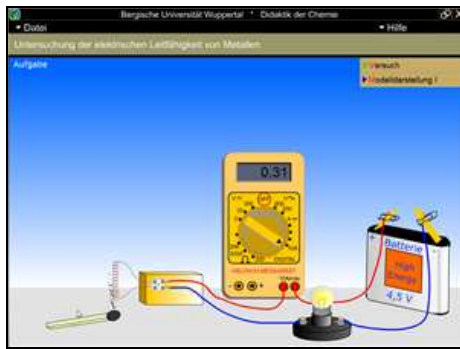 Bergische Universität Wuppertal * Didaktik der Chemie
Datei
Hilfe
Untersuchung der elektrischen Leitfähigkeit von Metallen
Aufgabe
Versuch
Modelldarstellung I
0.31
Batterie
High
Energy
4,5 V